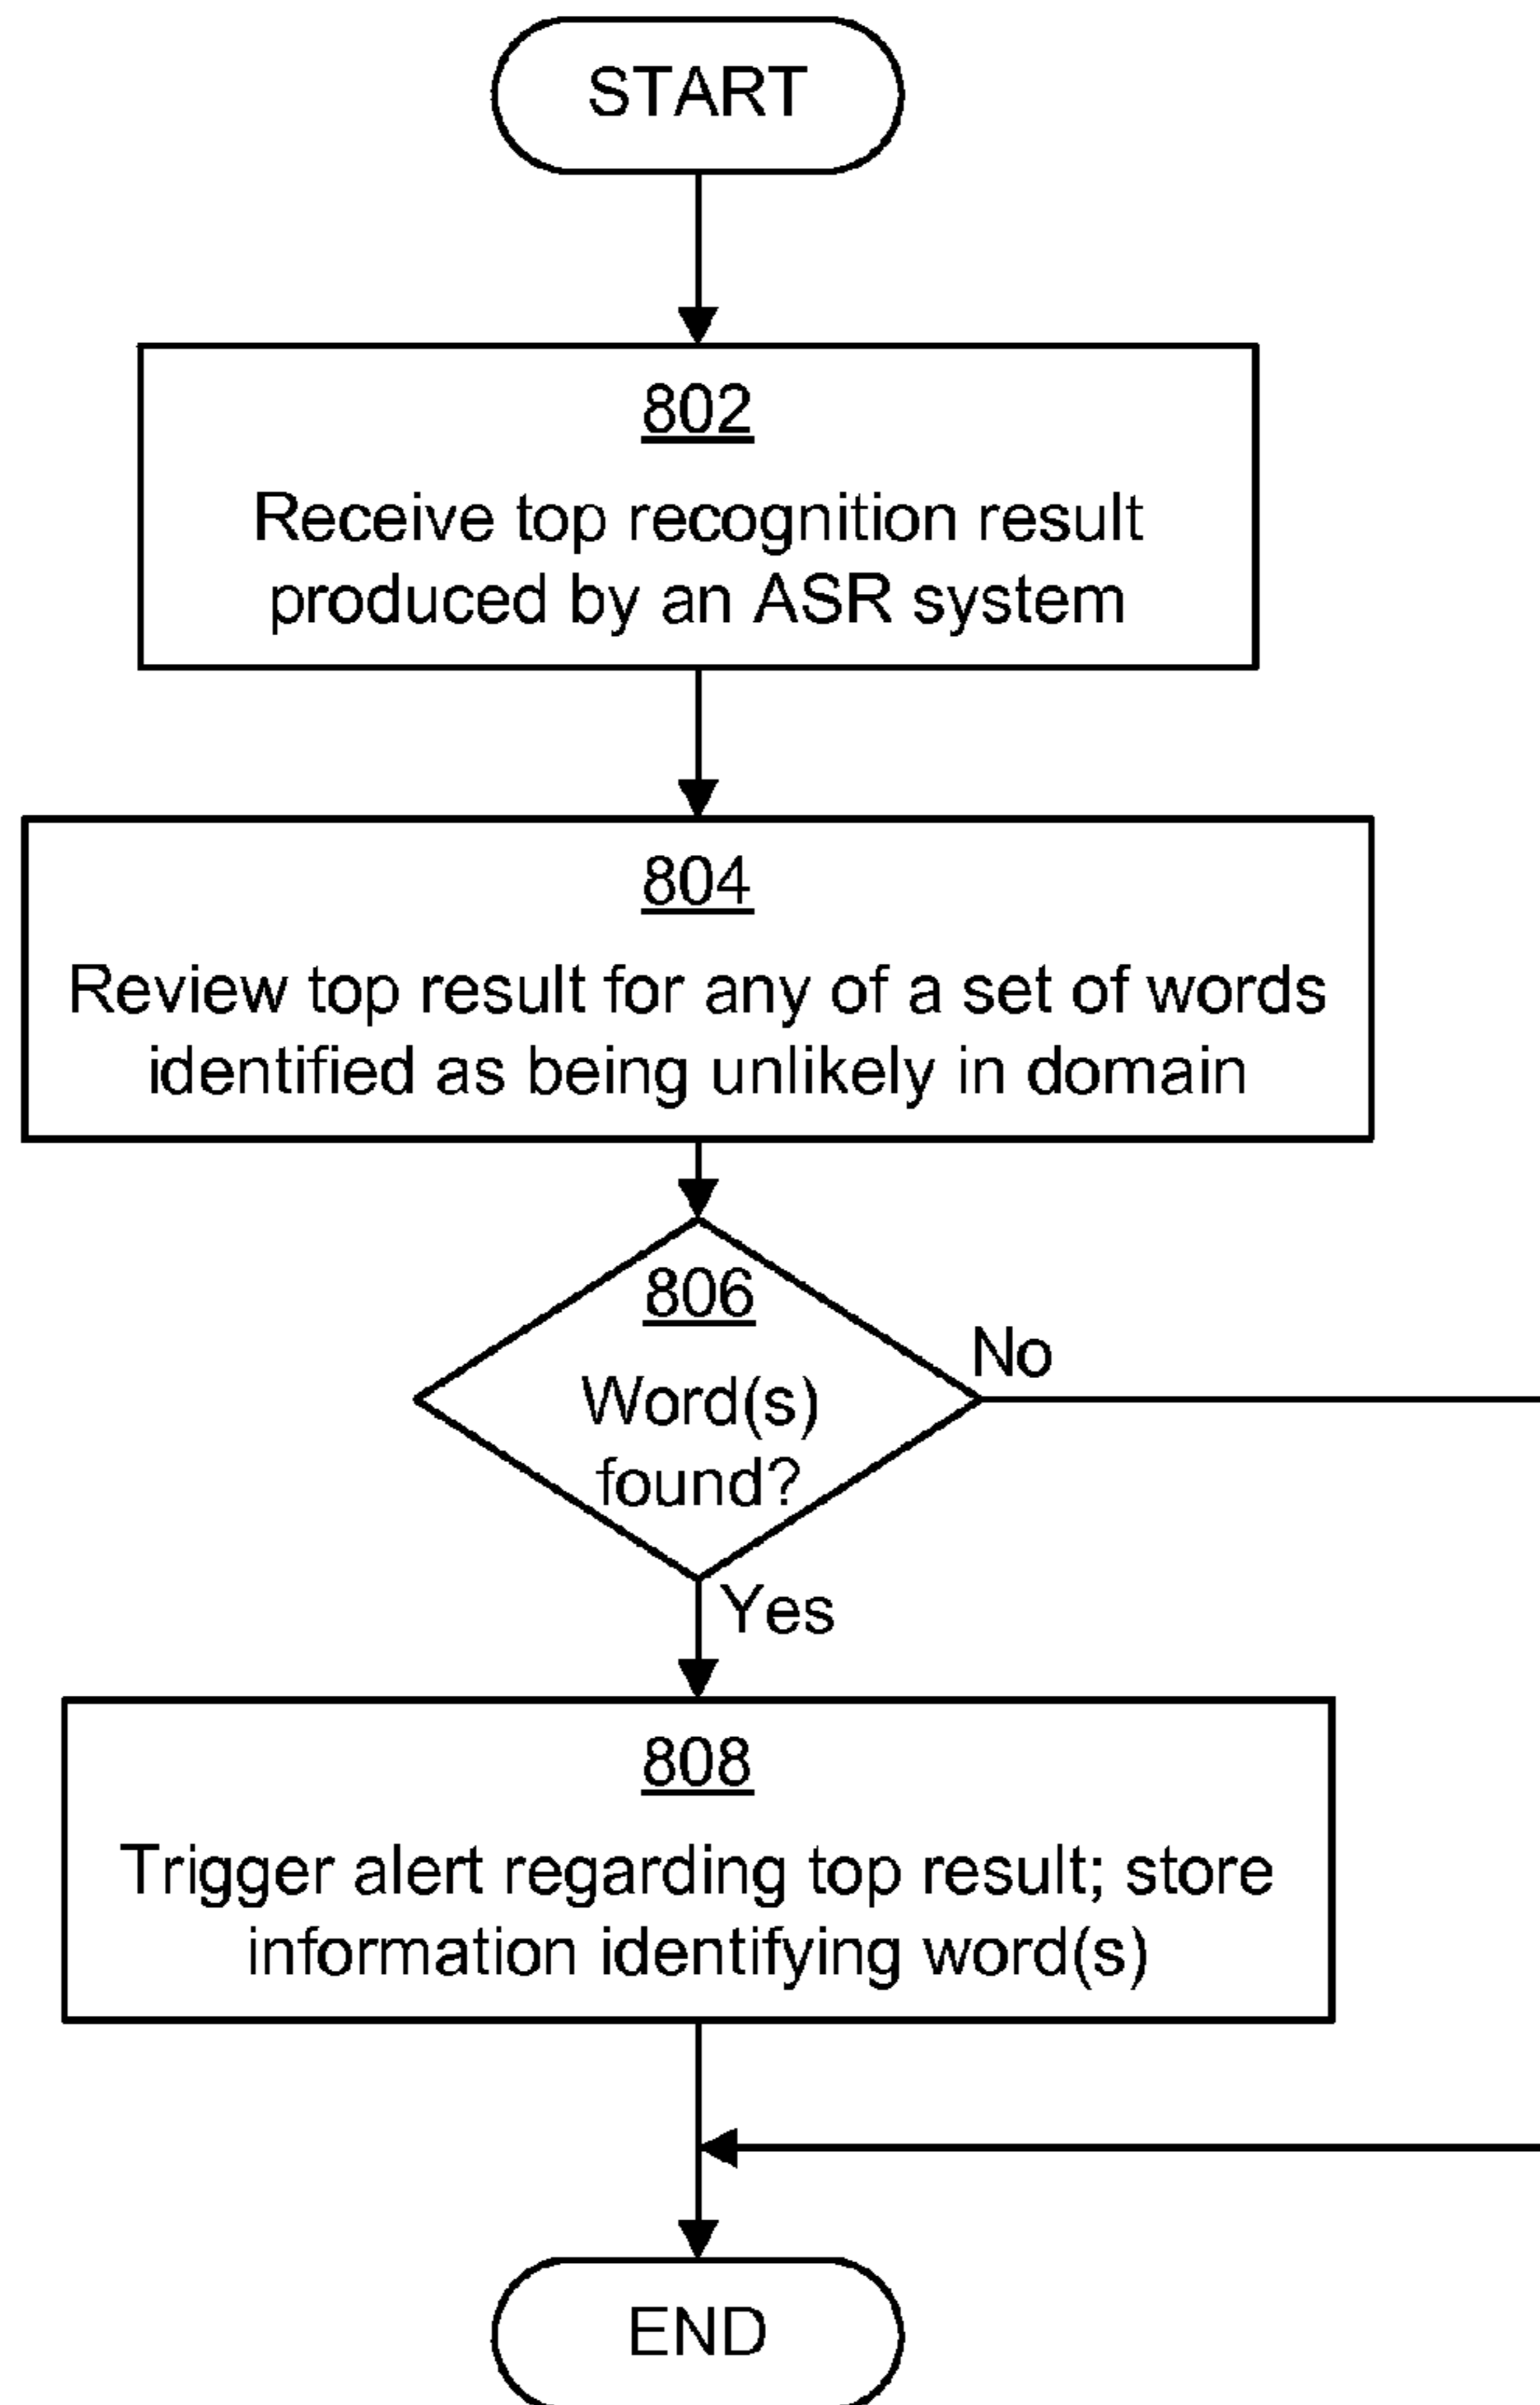 START
802
Receive top recognition result
produced by an ASR system
804
Review top result for any of a set of words
identified as being unlikely in domain
806
Word(s)
found?
No
Yes
808
Trigger alert regarding top result; store
information identifying word(s)
END